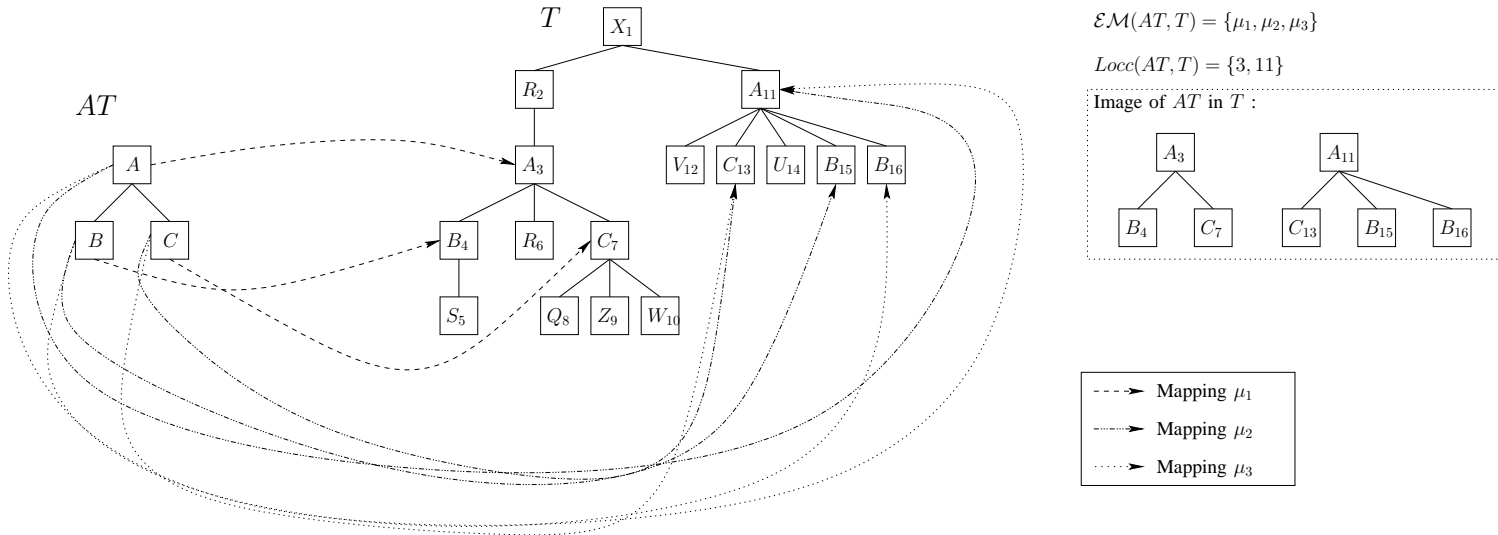 AT
A
B C
T
X₁
R₂ A₁₁
A₃ V₁₂ C₁₃ U₁₄ B₁₅ B₁₆
B₄ R₆ C₇
S₅ Q₈ Z₉ W₁₀
ℰℳ(AT, T) = {μ₁, μ₂, μ₃}
Locc(AT, T) = {3, 11}
Image of AT in T :
A₃ A₁₁
B₄ C₇ C₁₃ B₁₅ B₁₆
Mapping μ₁
Mapping μ₂
Mapping μ₃